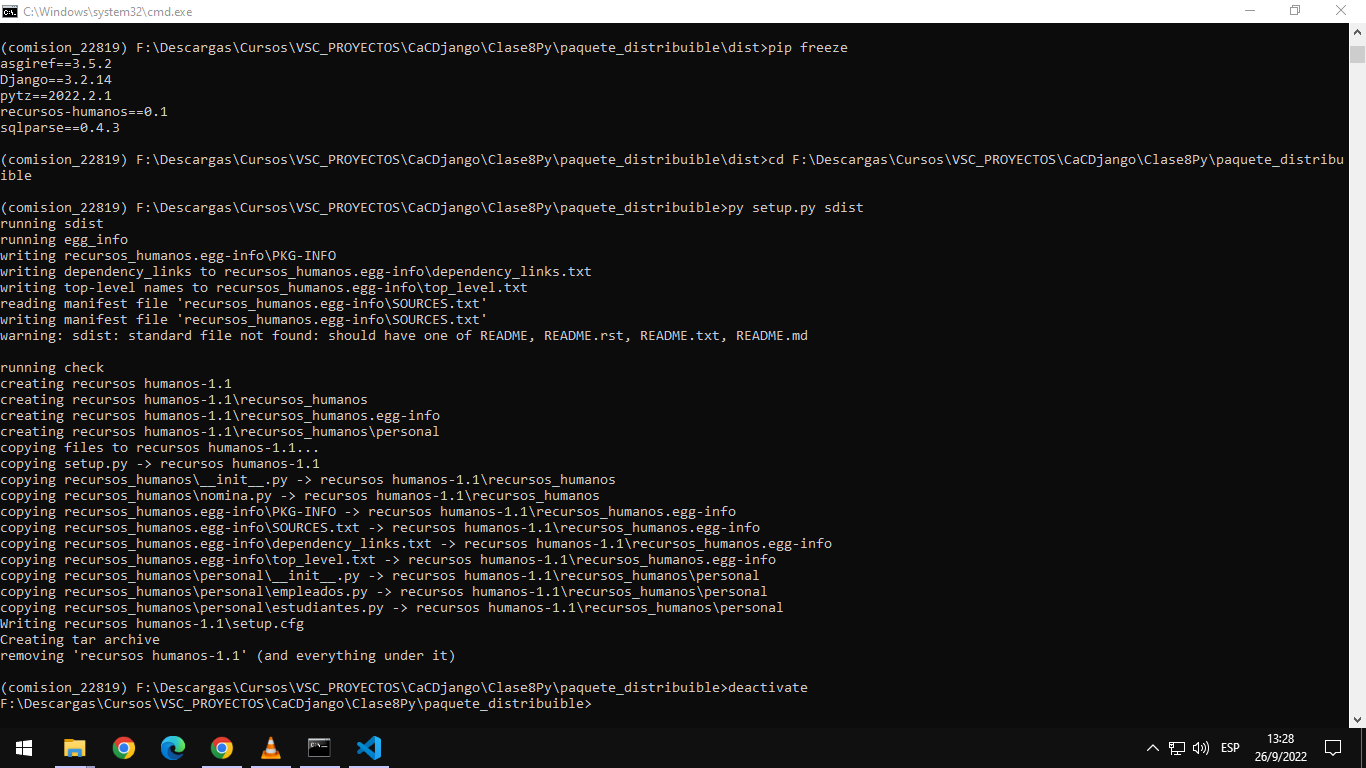 C:\Windows\system32\cmd.exe
(comision_22819) F:\Descargas\Cursos\VSC_PROYECTOS\CaCDjango\Clase8Py\paquete_distribuible\dist>pip freeze
asgiref==3.5.2
Django==3.2.14
pytz==2022.2.1
recursos-humanos==0.1
sqlparse==0.4.3
(comision_22819) F:\Descargas\Cursos\VSC_PROYECTOS\CaCDjango\Clase8Py\paquete_distribuible\dist>cd F:\Descargas\Cursos\VSC_PROYECTOS\CaCDjango\Clase8Py\paquete_distribu
ible
(comision_22819) F:\Descargas\Cursos\VSC_PROYECTOS\CaCDjango\Clase8Py\paquete_distribuible>py setup.py sdist
running sdist
running egg_info
writing recursos_humanos.egg-info\PKG-INFO
writing dependency_links to recursos_humanos.egg-info\dependency_links.txt
writing top-level names to recursos_humanos.egg-info\top_level.txt
reading manifest file 'recursos_humanos.egg-info\SOURCES.txt'
writing manifest file 'recursos_humanos.egg-info\SOURCES.txt'
warning: sdist: standard file not found: should have one of README, README.rst, README.txt, README.md
running check
creating recursos humanos-1.1
creating recursos humanos-1.1\recursos_humanos
creating recursos humanos-1.1\recursos_humanos.egg-info
creating recursos humanos-1.1\recursos_humanos\personal
copying files to recursos humanos-1.1...
copying setup.py -> recursos humanos-1.1
copying recursos_humanos\__init__.py -> recursos humanos-1.1\recursos_humanos
copying recursos_humanos\nomina.py -> recursos humanos-1.1\recursos_humanos
copying recursos_humanos.egg-info\PKG-INFO -> recursos humanos-1.1\recursos_humanos.egg-info
copying recursos_humanos.egg-info\SOURCES.txt -> recursos humanos-1.1\recursos_humanos.egg-info
copying recursos_humanos.egg-info\dependency_links.txt -> recursos humanos-1.1\recursos_humanos.egg-info
copying recursos_humanos.egg-info\top_level.txt -> recursos humanos-1.1\recursos_humanos.egg-info
copying recursos_humanos\personal\__init__.py -> recursos humanos-1.1\recursos_humanos\personal
copying recursos_humanos\personal\empleados.py -> recursos humanos-1.1\recursos_humanos\personal
copying recursos_humanos\personal\estudiantes.py -> recursos humanos-1.1\recursos_humanos\personal
Writing recursos humanos-1.1\setup.cfg
Creating tar archive
removing 'recursos humanos-1.1' (and everything under it)
(comision_22819) F:\Descargas\Cursos\VSC_PROYECTOS\CaCDjango\Clase8Py\paquete_distribuible>deactivate
F:\Descargas\Cursos\VSC_PROYECTOS\CaCDjango\Clase8Py\paquete_distribuible>
ESP
13:28
26/9/2022